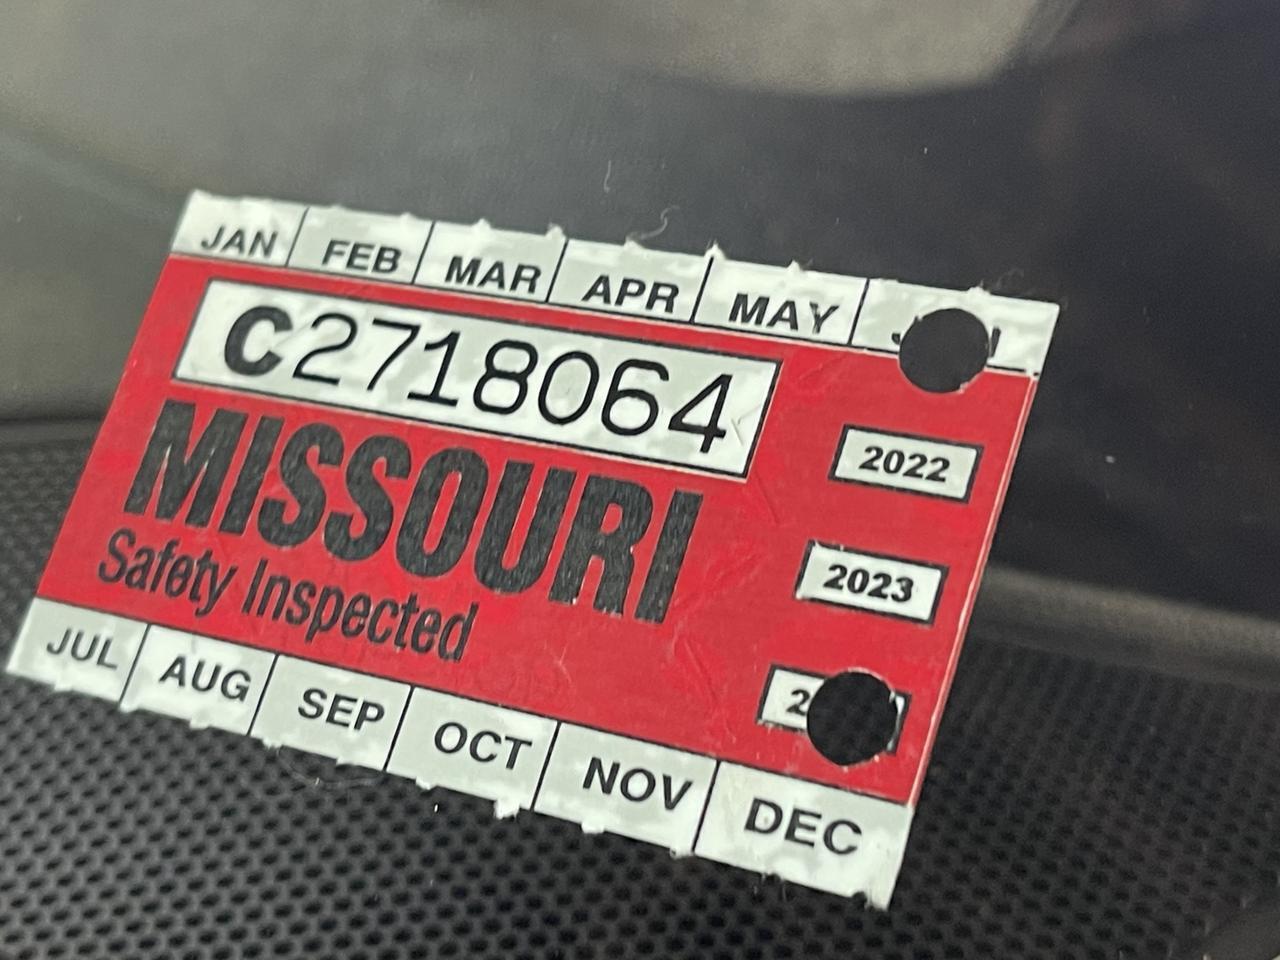 JAN FEB MAR APR MAY
C2718064
2022
MISSOURI
2023
Safety Inspected
JUL AUG SEP OCT NOV DEC